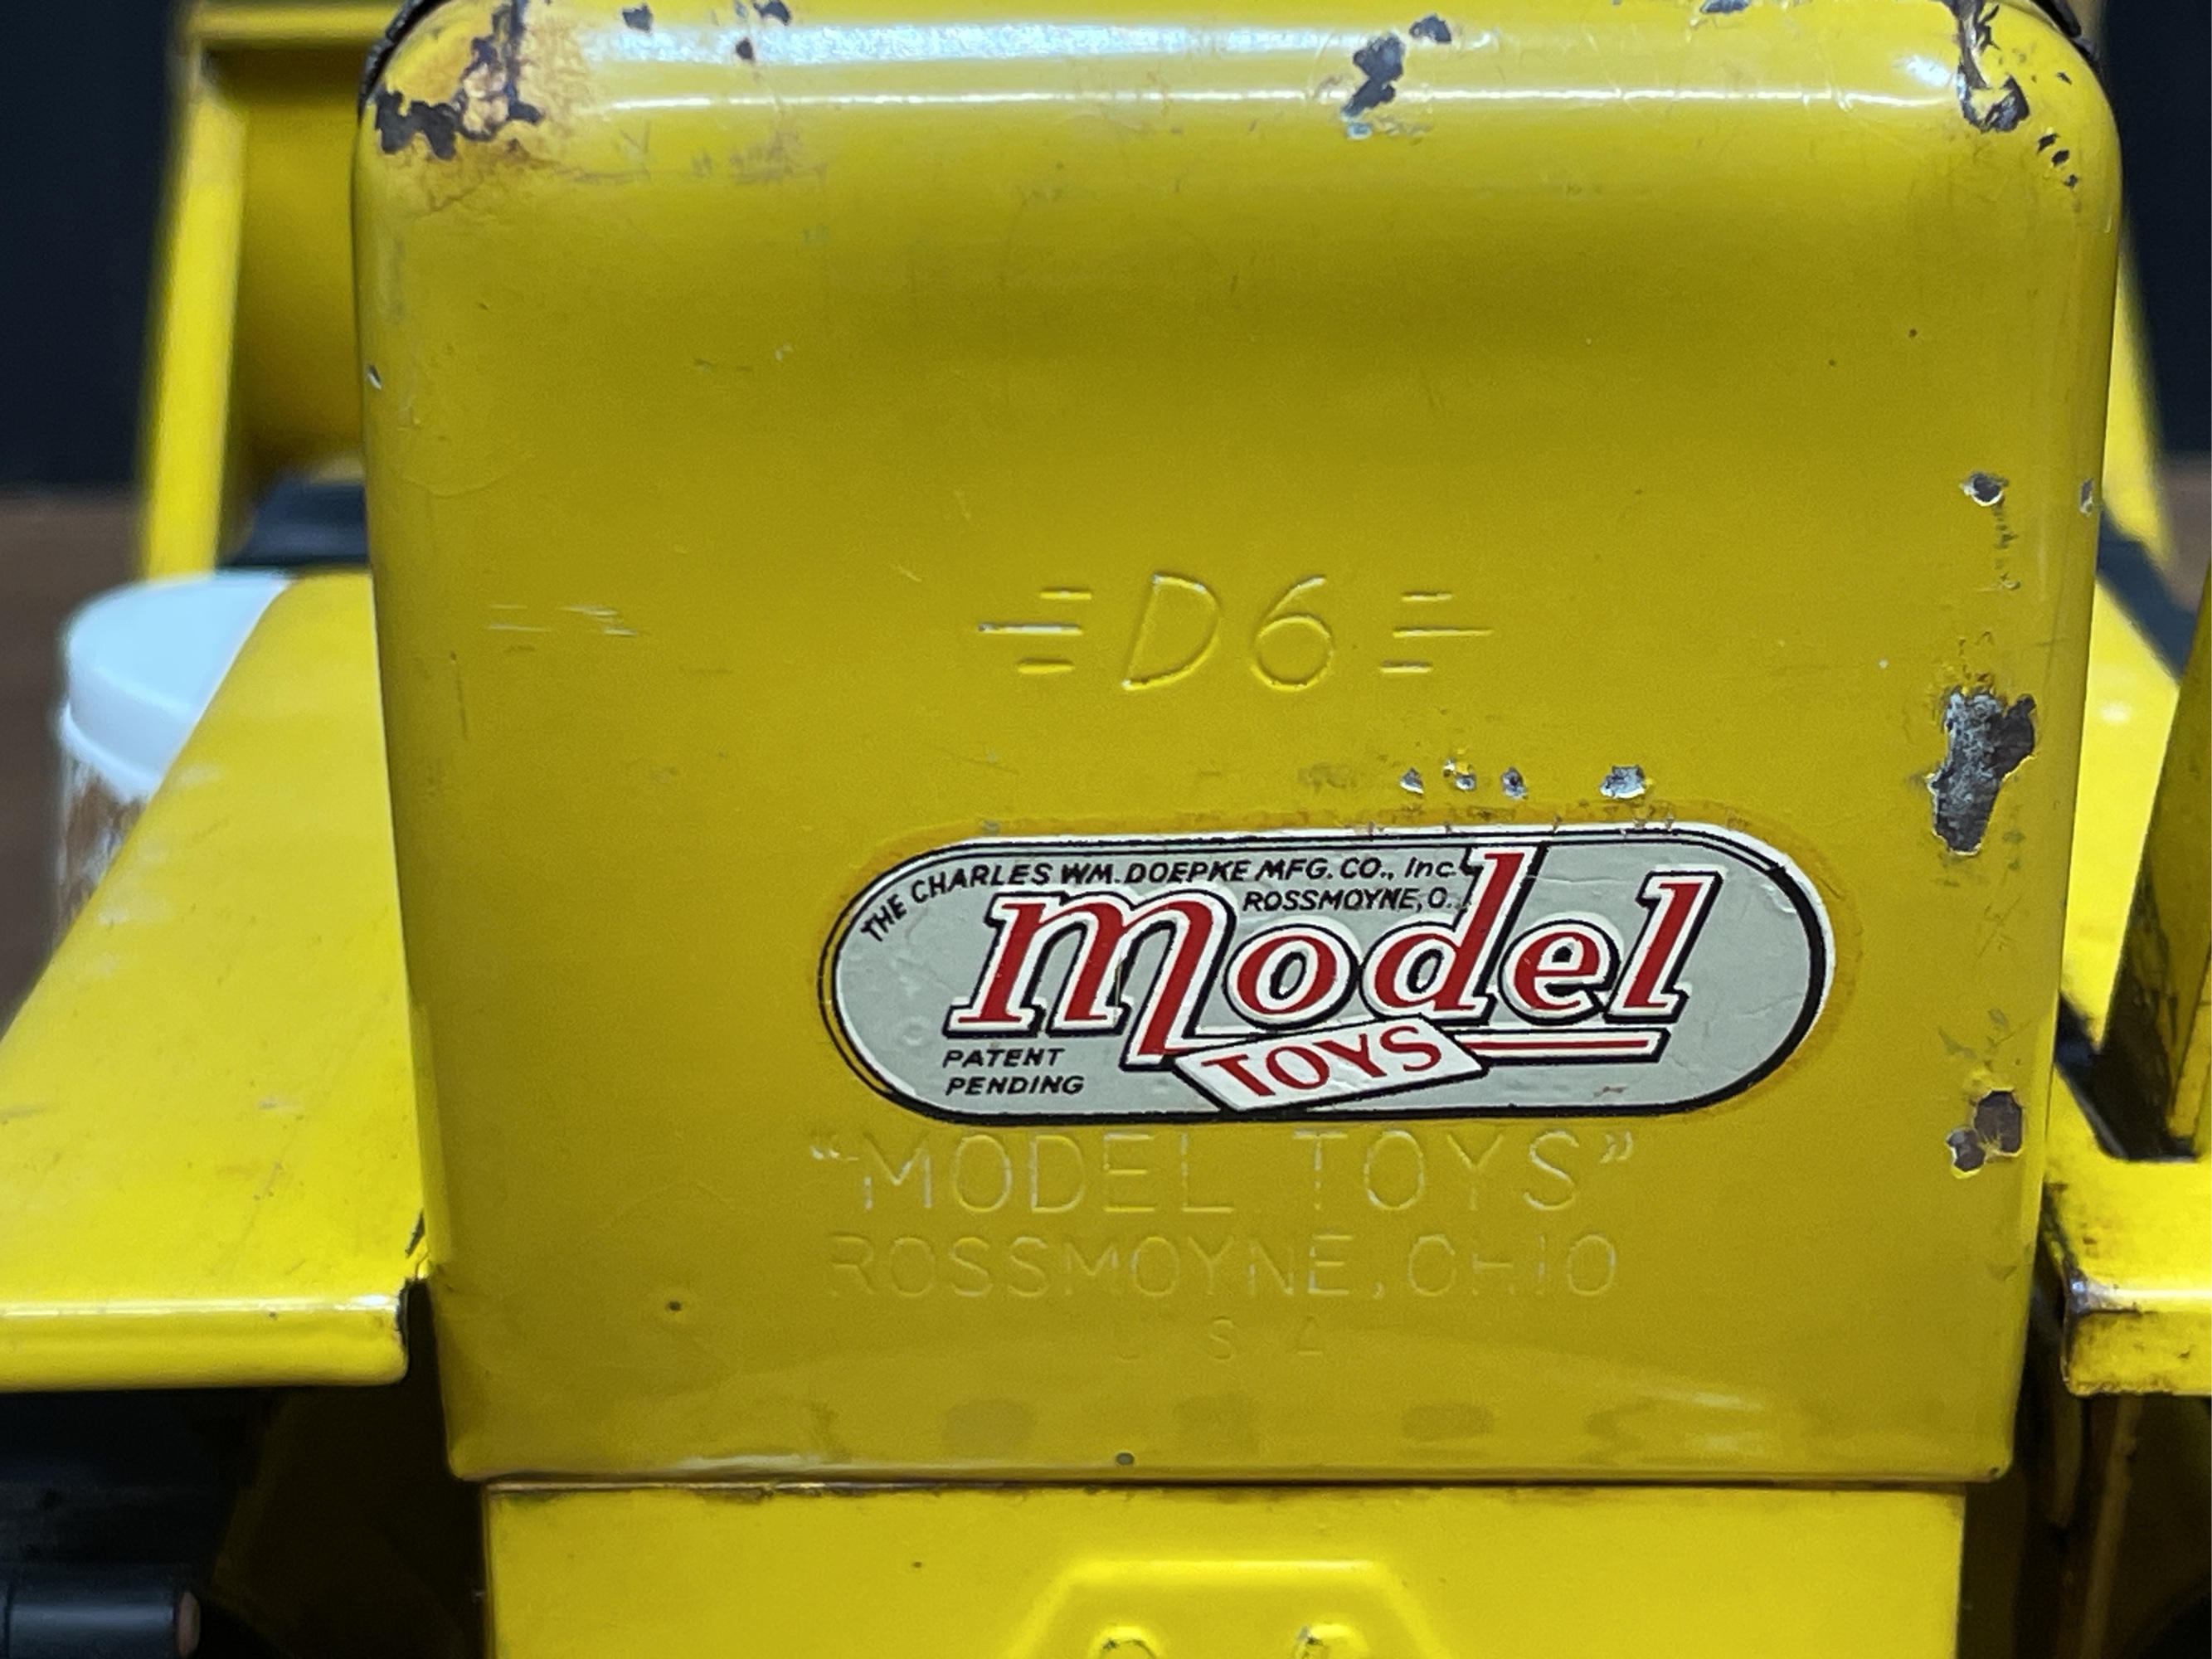 D6
THE CHARLES WM. DOEPKE MFG. CO., Inc.
ROSSMOYNE, O.
Model
TOYS
PATENT
PENDING
“MODEL TOYS”
ROSSMOYNE, OHIO
U S A